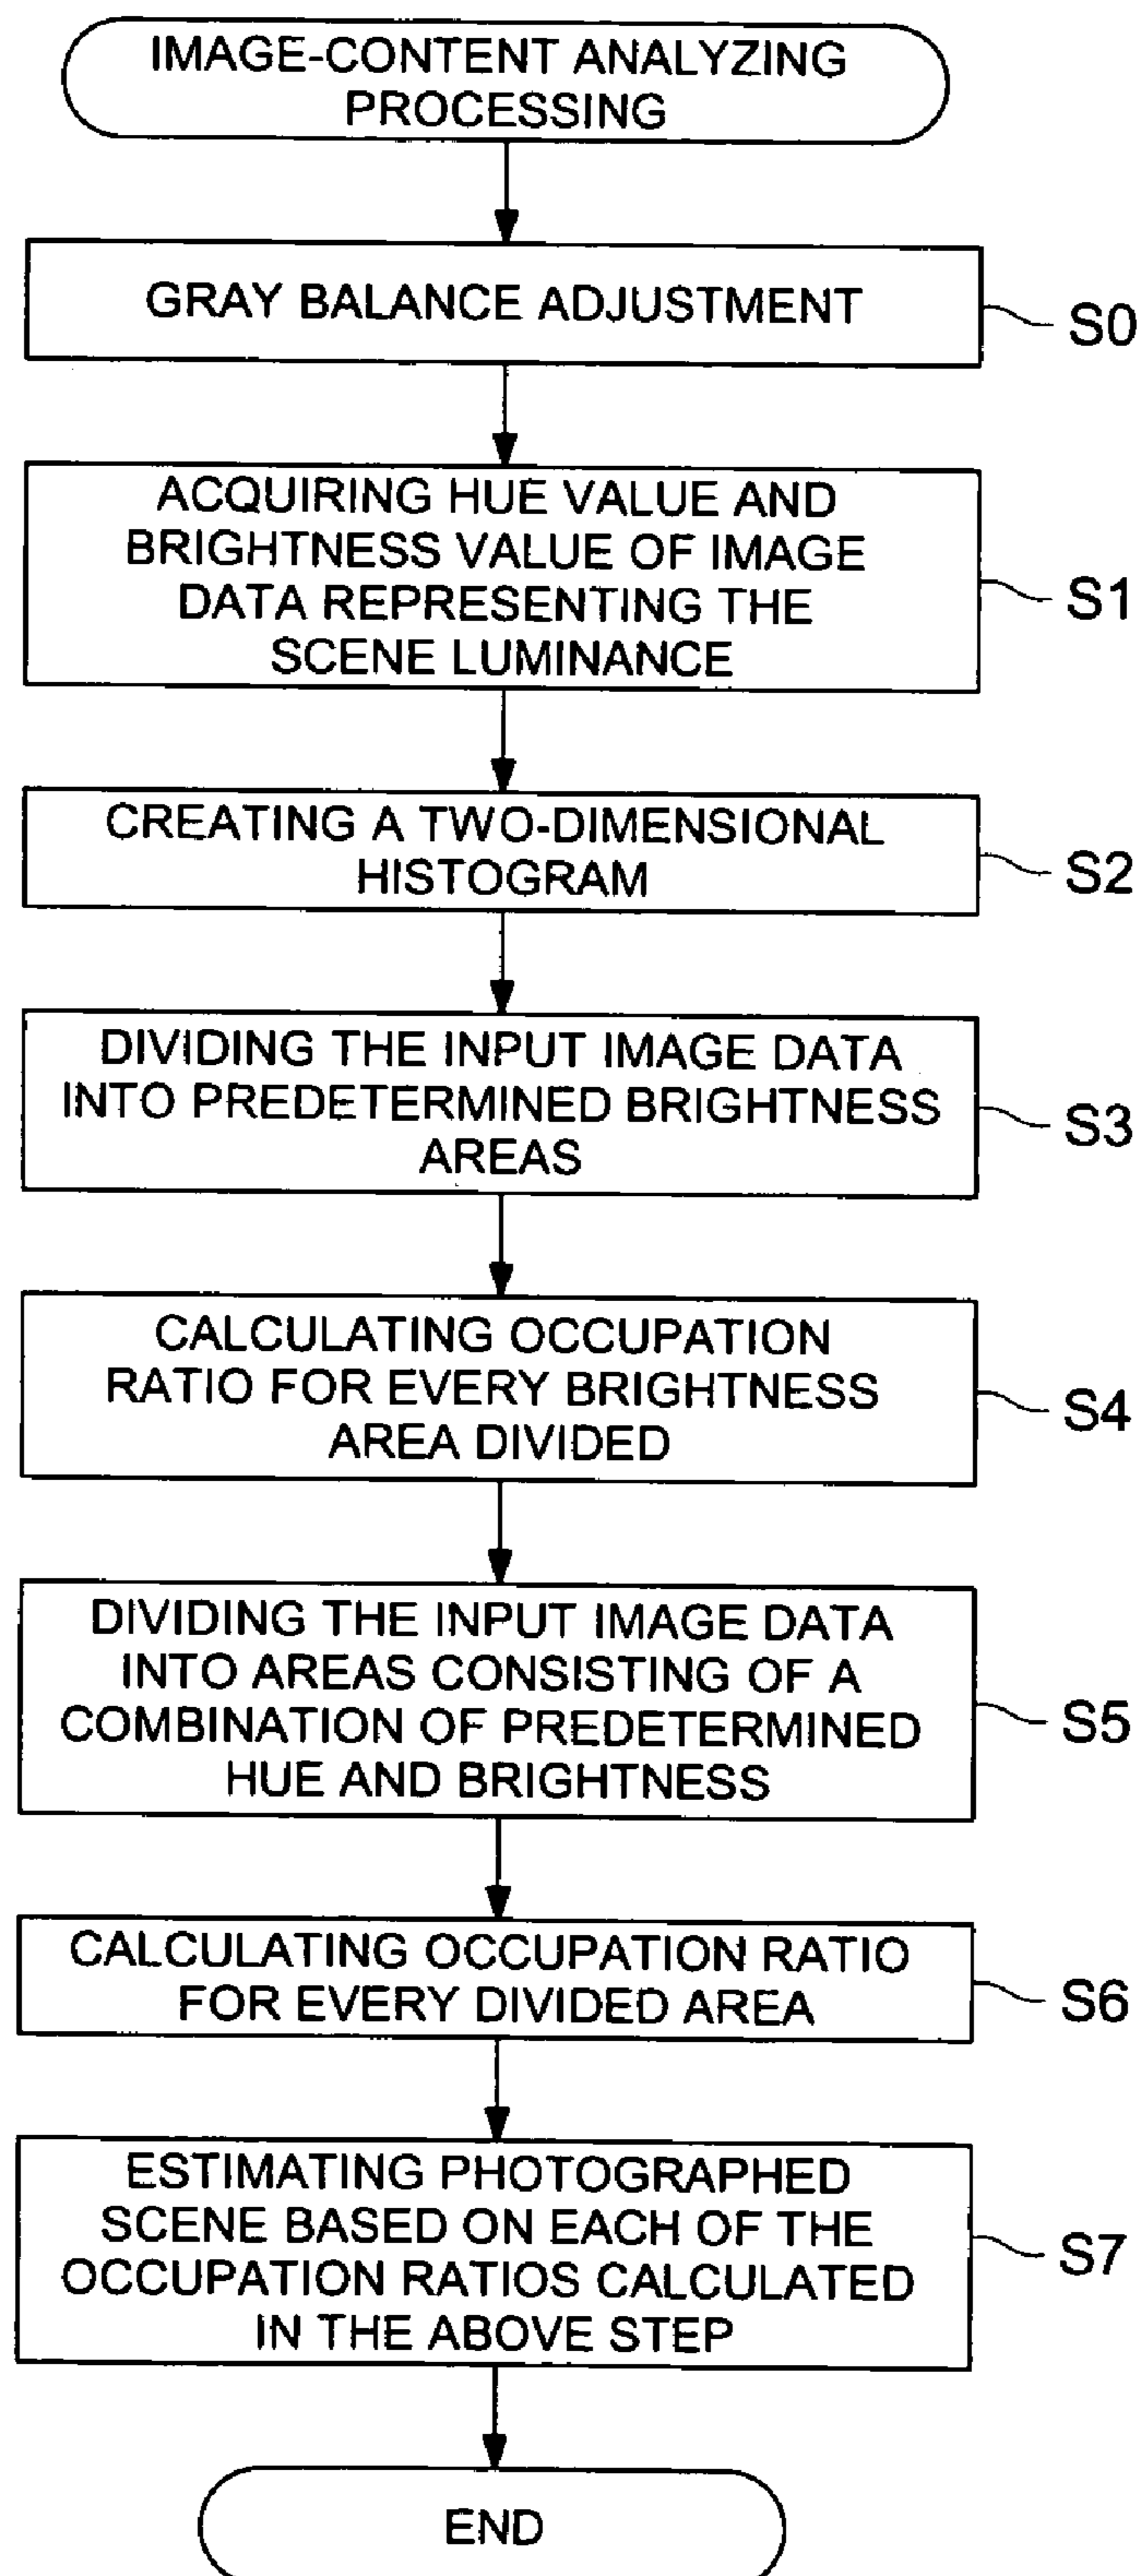 IMAGE-CONTENT ANALYZING
PROCESSING
GRAY BALANCE ADJUSTMENT
S0
ACQUIRING HUE VALUE AND
BRIGHTNESS VALUE OF IMAGE
DATA REPRESENTING THE
SCENE LUMINANCE
S1
CREATING A TWO-DIMENSIONAL
HISTOGRAM
S2
DIVIDING THE INPUT IMAGE DATA
INTO PREDETERMINED BRIGHTNESS
AREAS
S3
CALCULATING OCCUPATION
RATIO FOR EVERY BRIGHTNESS
AREA DIVIDED
S4
DIVIDING THE INPUT IMAGE DATA
INTO AREAS CONSISTING OF A
COMBINATION OF PREDETERMINED
HUE AND BRIGHTNESS
S5
CALCULATING OCCUPATION RATIO
FOR EVERY DIVIDED AREA
S6
ESTIMATING PHOTOGRAPHED
SCENE BASED ON EACH OF THE
OCCUPATION RATIOS CALCULATED
IN THE ABOVE STEP
S7
END